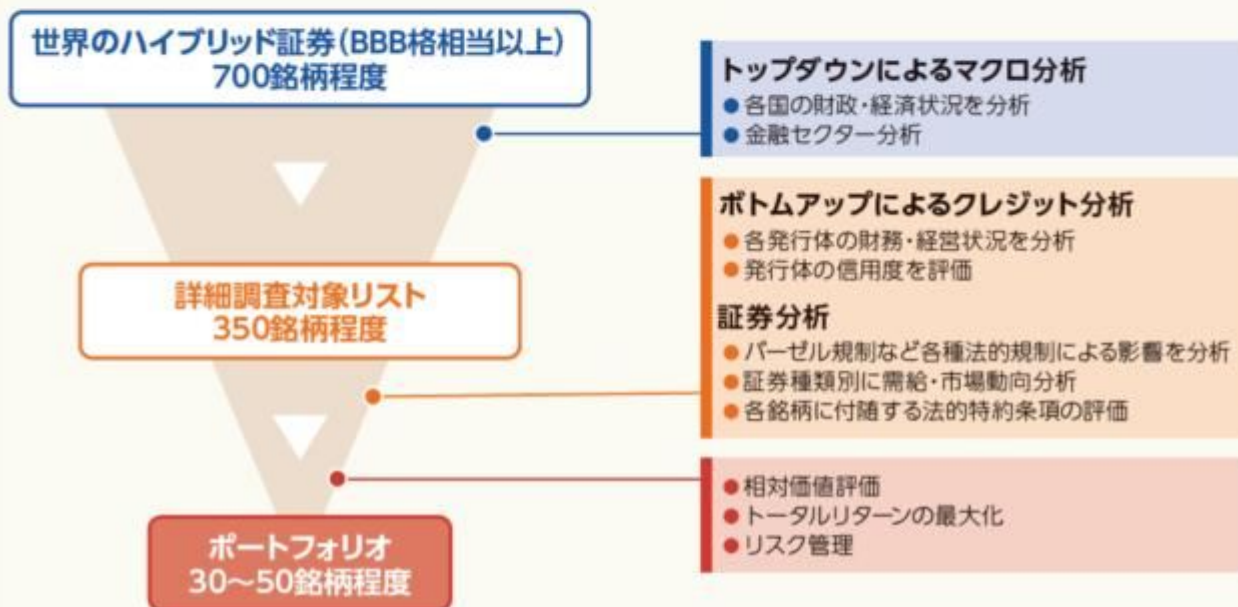 世界のハイブリッド証券(BBB格相当以上)
700銘柄程度
トップダウンによるマクロ分析
●各国の財政・経済状況を分析
●金融セクター分析
ボトムアップによるクレジット分析
●各発行体の財務・経営状況を分析
●発行体の信用度を評価
詳細調査対象リスト
350銘柄程度
証券分析
●バーゼル規制など各種法的規制による影響を分析
●証券種類別に需給・市場動向分析
●各銘柄に付随する法的特約条項の評価
●相対価値評価
●トータルリターンの最大化
●リスク管理
ポートフォリオ
30〜50銘柄程度